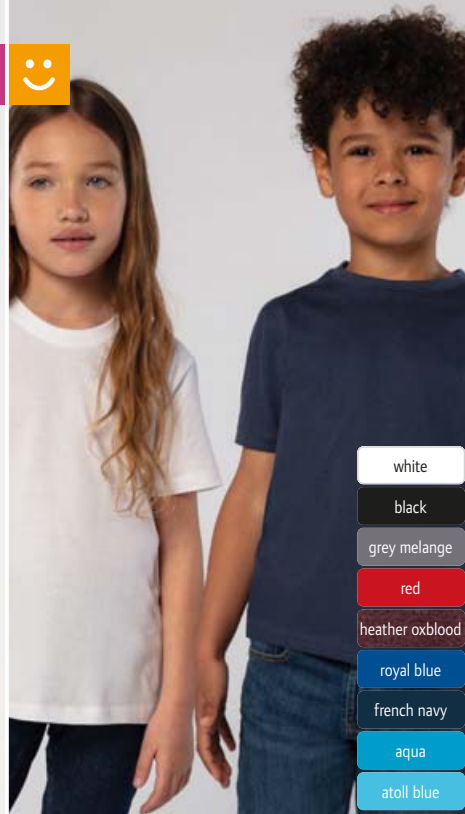 white
black
grey melange
red
heather oxblood
royal blue
french navy
aqua
atoll blue